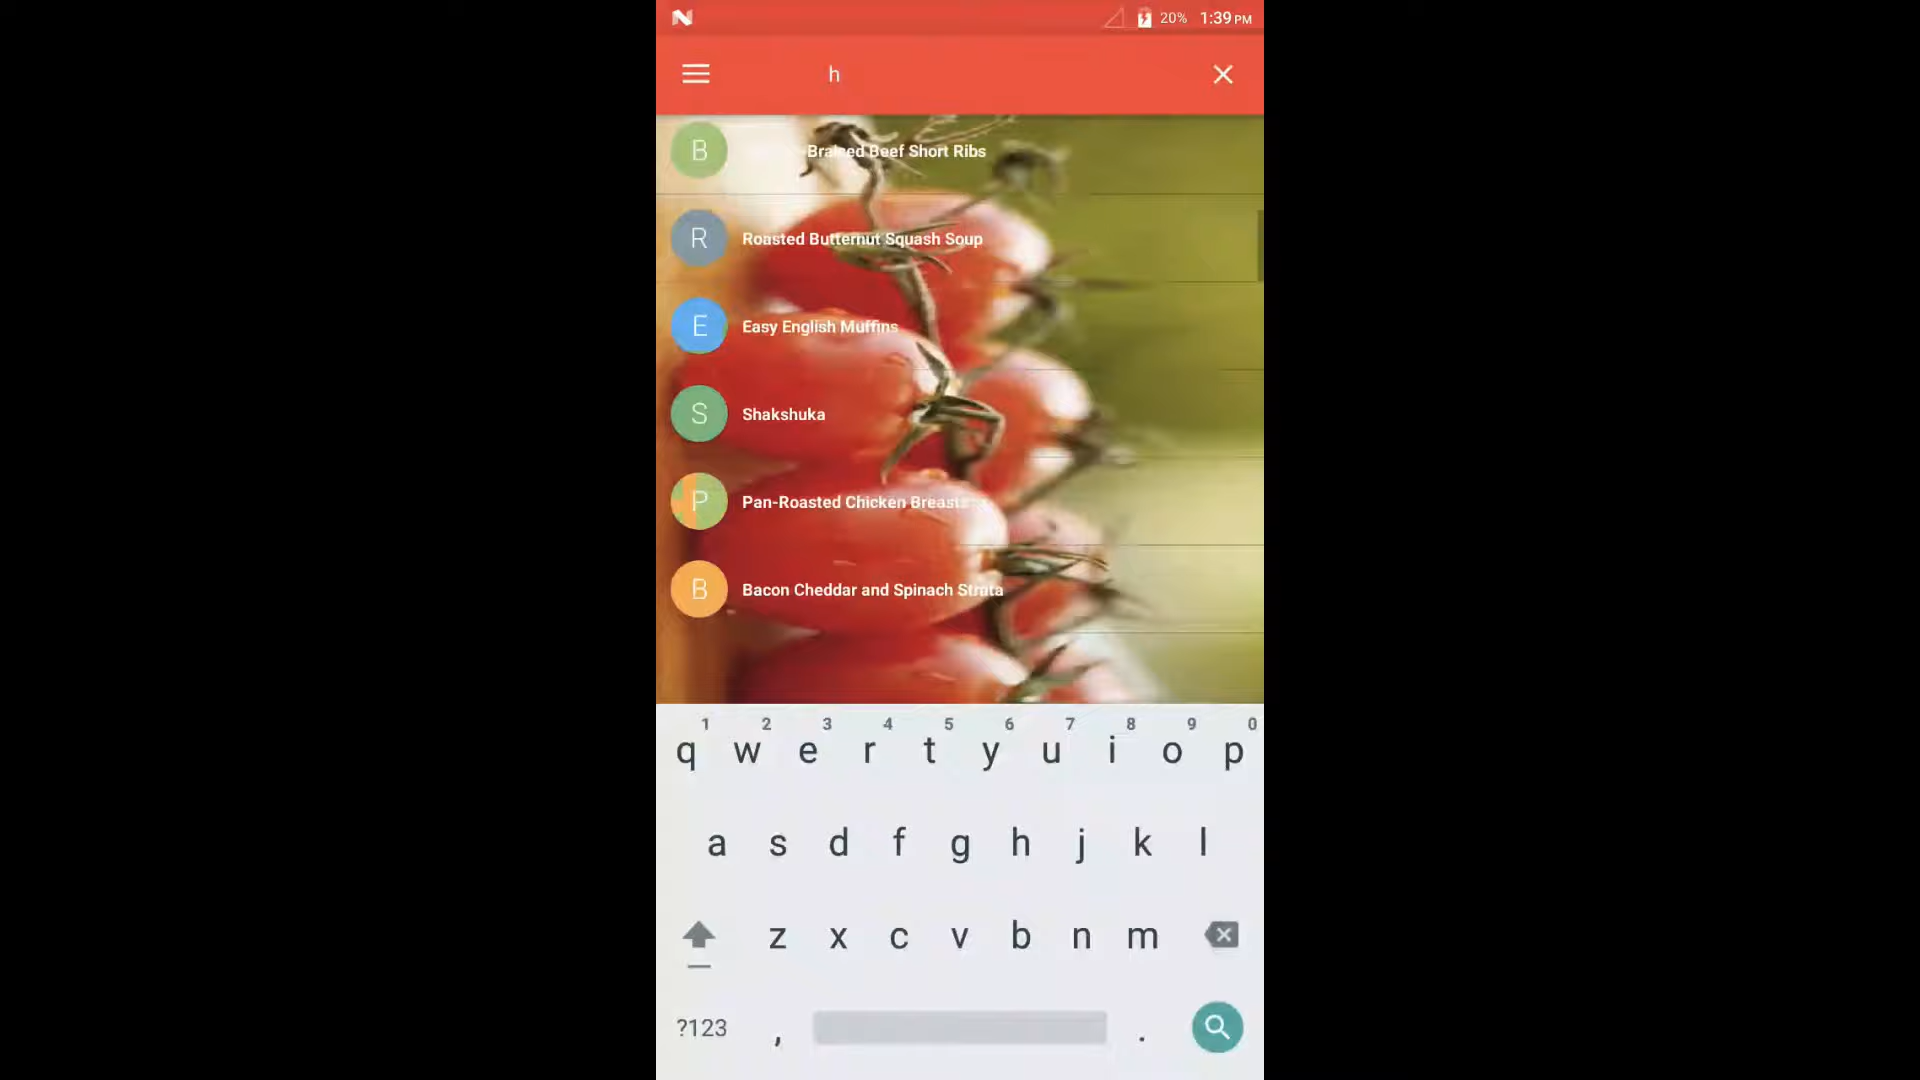 20% 1:39 PM
h
B
Braised Beef Short Ribs
R Roasted Butternut Squash Soup
E Easy English Muffins
S Shakshuka
P Pan-Roasted Chicken Breasts
B Bacon Cheddar and Spinach Strata
1 2 3 4 5 6 7 8 9 0
q w e r t y u i o p
a s d f g h j k l
z x c v b n m
?123 , .